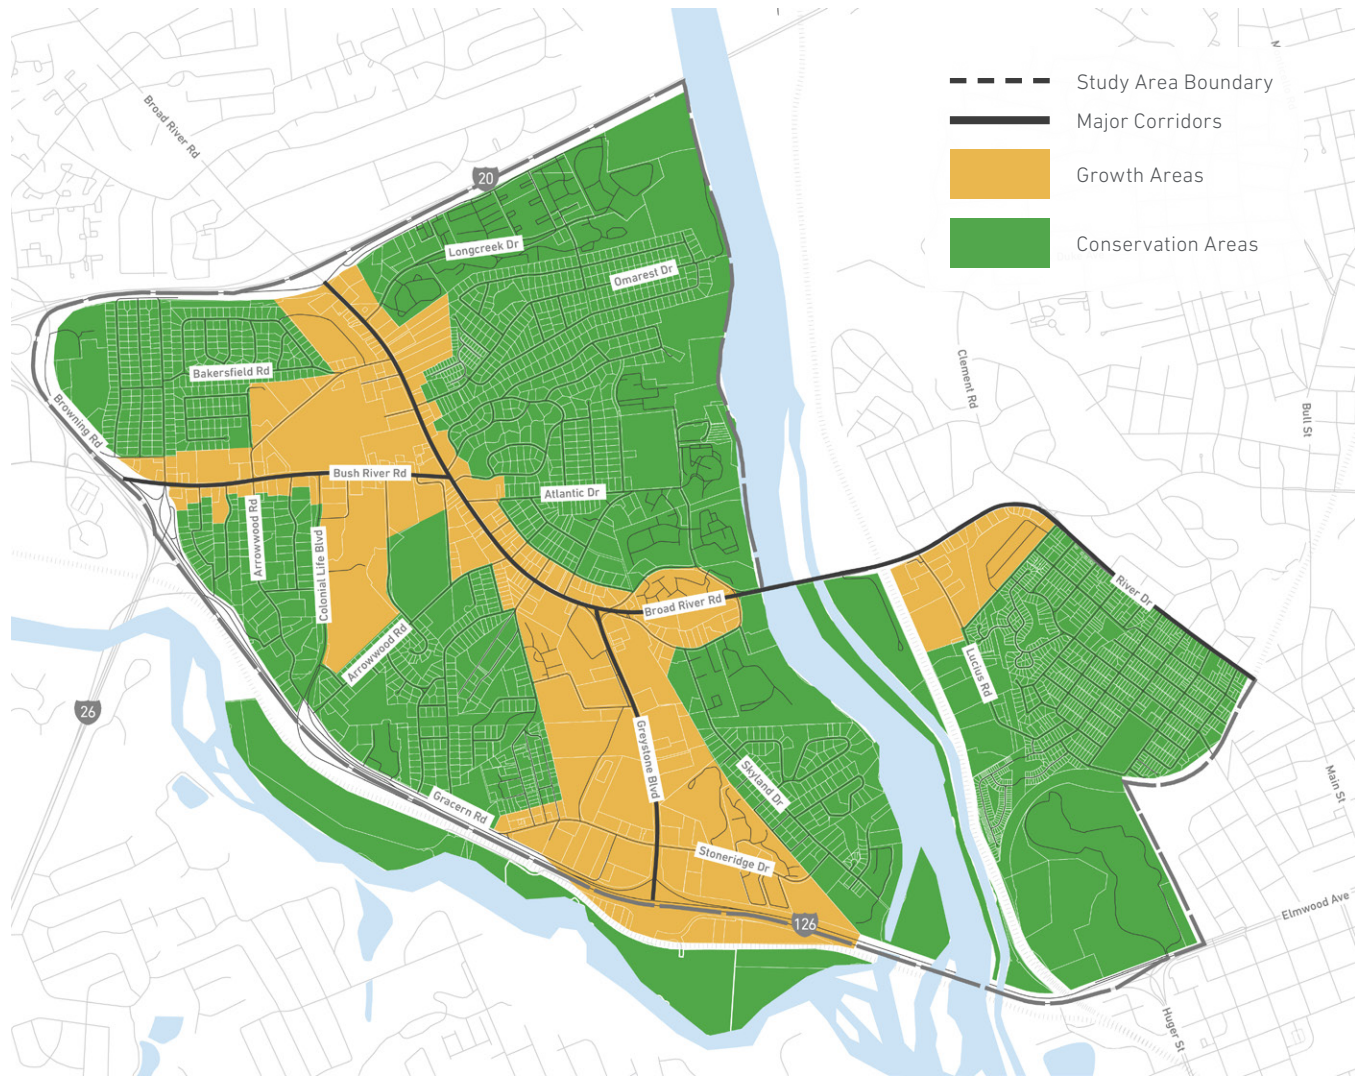 Study Area Boundary
Major Corridors
Growth Areas
Conservation Areas
Broad River Rd
20
Longcreek Dr
Omarest Dr
Bakersfield Rd
Browning Rd
Clement Rd
Bull St
Bush River Rd
Atlantic Dr
Arrowwood Rd
Colonial Life Blvd
Broad River Rd
River Dr
Arrowwood Rd
Lucius Rd
26
Greystone Blvd
Skyland Dr
Main St
Gracern Rd
Stoneridge Dr
Elmwood Ave
126
Huger St